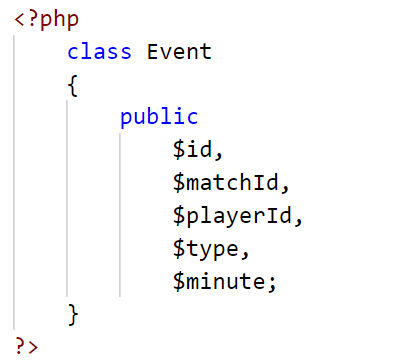 <?php
    class Event
    {
        public
            $id,
            $matchId,
            $playerId,
            $type,
            $minute;
    }
?>